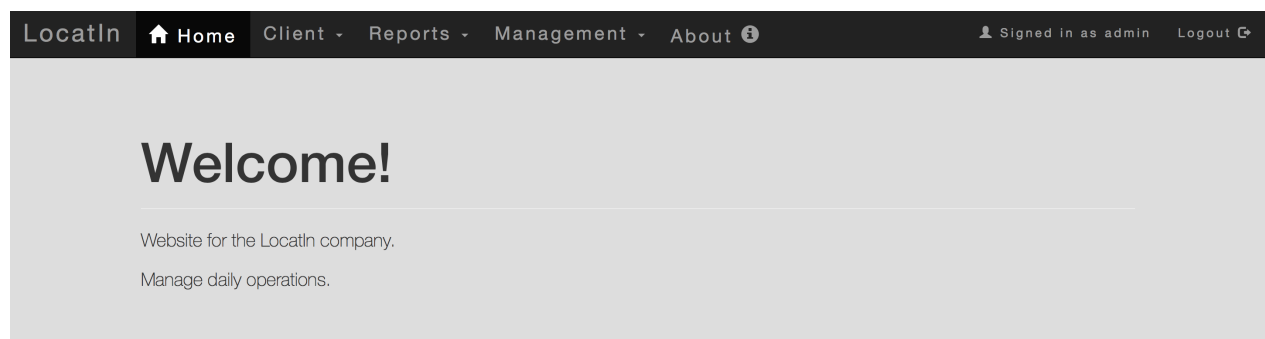 LocatIn Home Client Reports Management About Signed in as admin Logout
Welcome!
Website for the LocatIn company.
Manage daily operations.